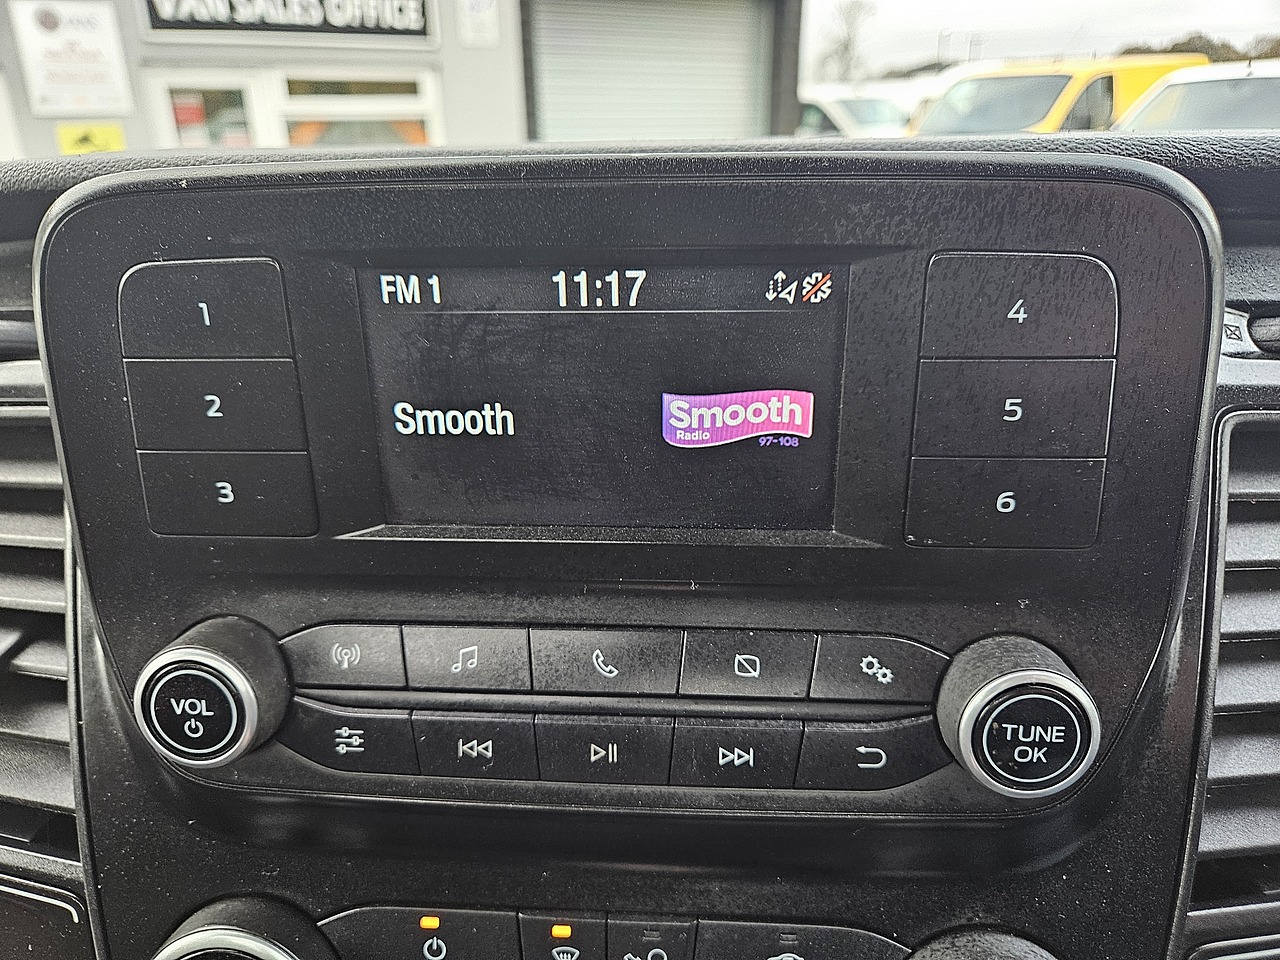 VAN SALES OFFICE
FM 1 11:17
Smooth
Smooth
Radio
97-108
1
2
3
4
5
6
VOL
TUNE
OK